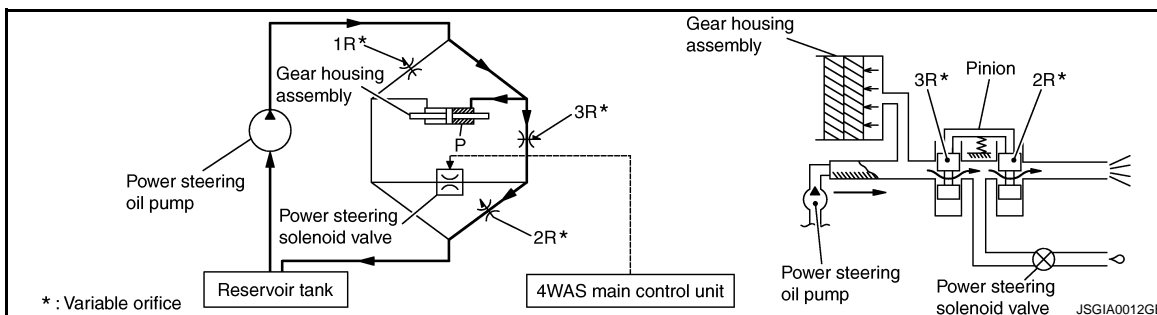 1R*
Gear housing
assembly
3R*
P
Power steering
oil pump
Power steering
solenoid valve
2R*
Reservoir tank
4WAS main control unit
* : Variable orifice
Gear housing
assembly
Pinion
3R*
2R*
Power steering
oil pump
Power steering
solenoid valve
JSGIA0012G